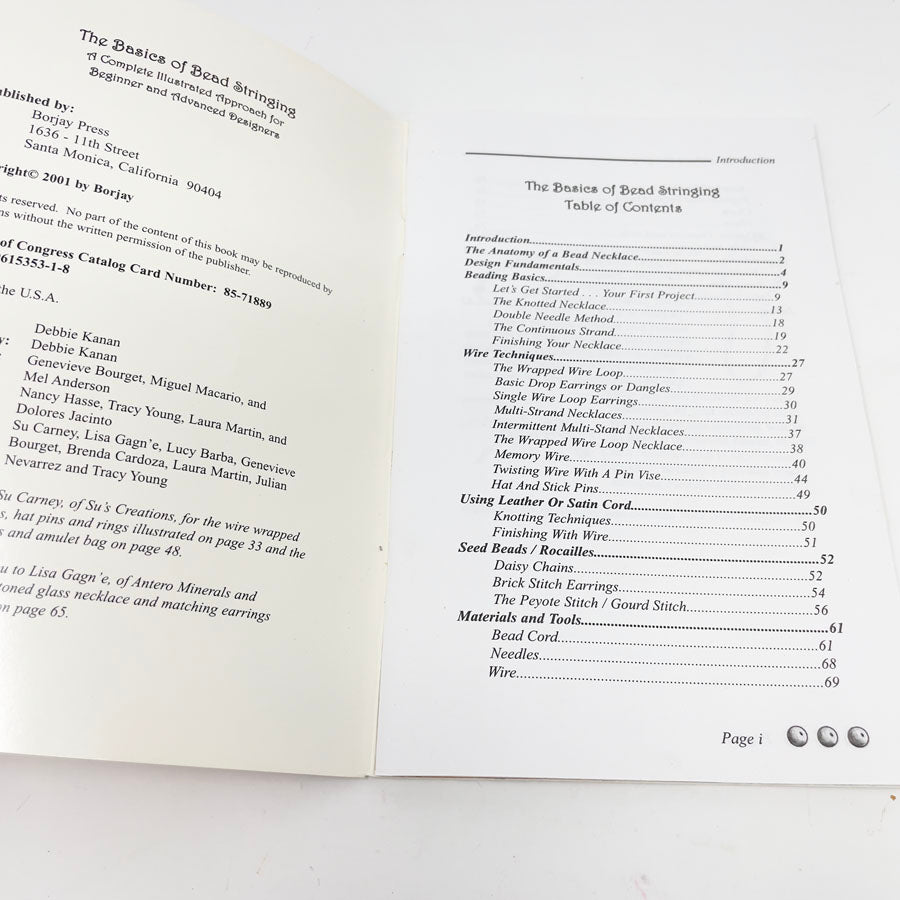 The Basics of Bead Stringing
A Complete Illustrated Approach for
Beginner and Advanced Designers
ublished by:
Borjay Press
1636 - 11th Street
Santa Monica, California 90404
right© 2001 by Borjay
ts reserved. No part of the content of this book may be reproduced by
ns without the written permission of the publisher.
of Congress Catalog Card Number: 85-71889
615353-1-8
the U.S.A.
Debbie Kanan
y: Debbie Kanan
Genevieve Bourget, Miguel Macario, and
Mel Anderson
Nancy Hasse, Tracy Young, Laura Martin, and
Dolores Jacinto
Su Carney, Lisa Gagn'e, Lucy Barba, Genevieve
Bourget, Brenda Cardoza, Laura Martin, Julian
Nevarrez and Tracy Young
Su Carney, of Su's Creations, for the wire wrapped
s, hat pins and rings illustrated on page 33 and the
s and amulet bag on page 48.
u to Lisa Gagn'e, of Antero Minerals and
toned glass necklace and matching earrings
on page 65.
Introduction
The Basics of Bead Stringing
Table of Contents
Introduction 1
The Anatomy of a Bead Necklace 2
Design Fundamentals 4
Beading Basics 9
Let's Get Started . . . Your First Project 9
The Knotted Necklace 13
Double Needle Method 18
The Continuous Strand 19
Finishing Your Necklace 22
Wire Techniques 27
The Wrapped Wire Loop 27
Basic Drop Earrings or Dangles 29
Single Wire Loop Earrings 30
Multi-Strand Necklaces 31
Intermittent Multi-Stand Necklaces 37
The Wrapped Wire Loop Necklace 38
Memory Wire 40
Twisting Wire With A Pin Vise 44
Hat And Stick Pins 49
Using Leather Or Satin Cord 50
Knotting Techniques 50
Finishing With Wire 51
Seed Beads / Rocailles 52
Daisy Chains 52
Brick Stitch Earrings 54
The Peyote Stitch / Gourd Stitch 56
Materials and Tools 61
Bead Cord 61
Needles 68
Wire 69
Page i